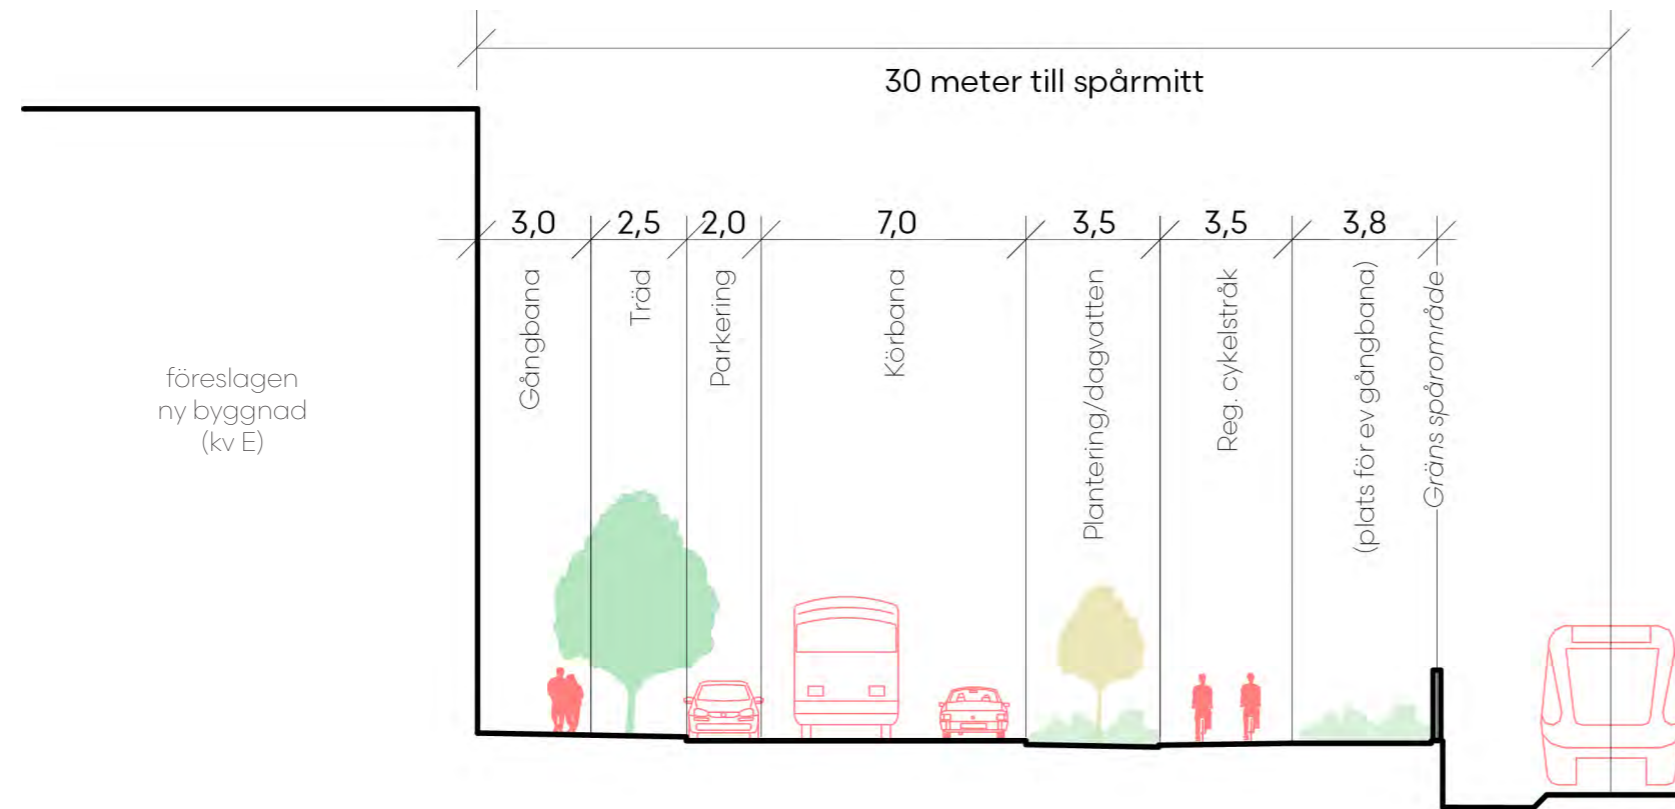 30 meter till spårmitt
3,0
2,5
2,0
7,0
3,5
3,5
3,8
Gångbana
Träd
Parkering
Körbana
Plantering/dagvatten
Reg. cykelstråk
(plats för ev gångbana)
Gräns spårområde
föreslagen
ny byggnad
(kv E)